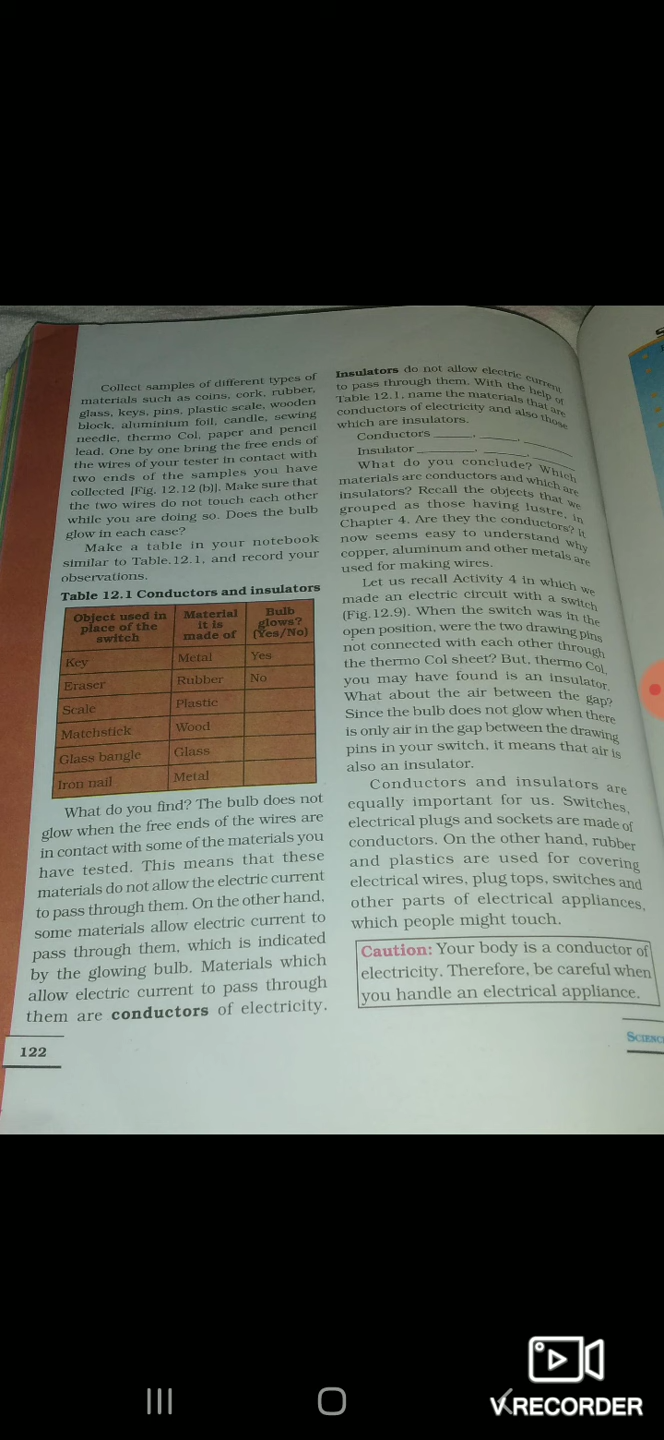 Collect samples of different types of
materials such as coins, cork, rubber,
glass, keys, pins, plastic scale, wooden
block, aluminium foil, candle, sewing
needle, thermo Col, paper and pencil
lead. One by one bring the free ends of
the wires of your tester in contact with
two ends of the samples you have
collected [Fig. 12.12 (b)]. Make sure that
the two wires do not touch each other
while you are doing so. Does the bulb
glow in each case?
Make a table in your notebook
similar to Table.12.1, and record your
observations.
Table 12.1 Conductors and insulators
Object used in place of the switch | Material it is made of | Bulb glows? (Yes/No)
Key | Metal | Yes
Eraser | Rubber | No
Scale | Plastic
Matchstick | Wood
Glass bangle | Glass
Iron nail | Metal
What do you find? The bulb does not
glow when the free ends of the wires are
in contact with some of the materials you
have tested. This means that these
materials do not allow the electric current
to pass through them. On the other hand,
some materials allow electric current to
pass through them, which is indicated
by the glowing bulb. Materials which
allow electric current to pass through
them are conductors of electricity.
122
Insulators do not allow electric current
to pass through them. With the help of
Table 12.1, name the materials that are
conductors of electricity and also those
which are insulators.
Conductors ______, ______, ______
Insulator ______, ______, ______
What do you conclude? Which
materials are conductors and which are
insulators? Recall the objects that we
grouped as those having lustre, in
Chapter 4. Are they the conductors? It
now seems easy to understand why
copper, aluminum and other metals are
used for making wires.
Let us recall Activity 4 in which we
made an electric circuit with a switch
(Fig.12.9). When the switch was in the
open position, were the two drawing pins
not connected with each other through
the thermo Col sheet? But, thermo Col,
you may have found is an insulator.
What about the air between the gap?
Since the bulb does not glow when there
is only air in the gap between the drawing
pins in your switch, it means that air is
also an insulator.
Conductors and insulators are
equally important for us. Switches,
electrical plugs and sockets are made of
conductors. On the other hand, rubber
and plastics are used for covering
electrical wires, plug tops, switches and
other parts of electrical appliances,
which people might touch.
Caution: Your body is a conductor of
electricity. Therefore, be careful when
you handle an electrical appliance.
V.RECORDER